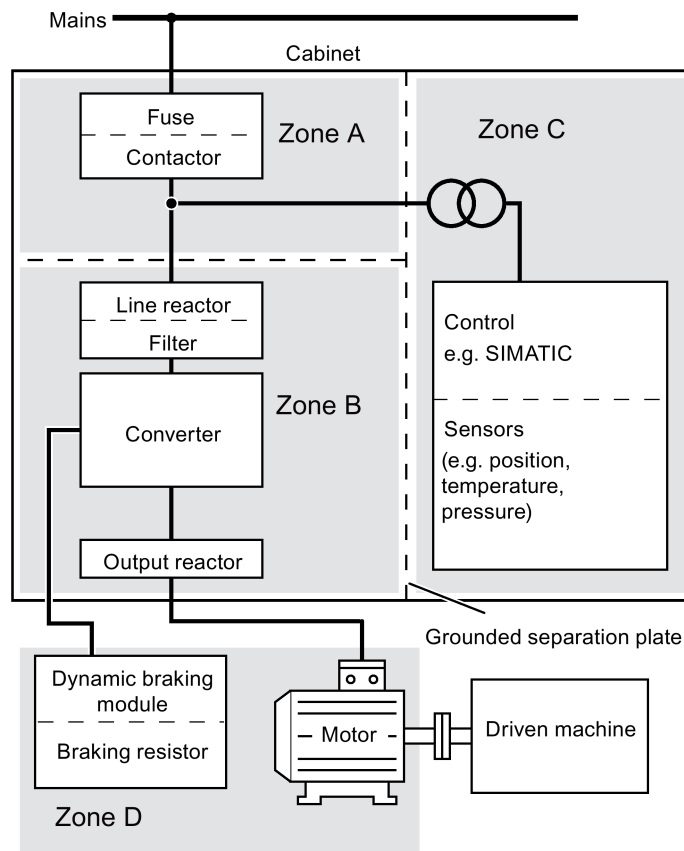 Mains
Cabinet
Fuse
Contactor
Zone A
Zone C
Line reactor
Filter
Control
e.g. SIMATIC
Zone B
Converter
Sensors
(e.g. position,
temperature,
pressure)
Output reactor
Grounded separation plate
Dynamic braking
module
Braking resistor
Motor
Driven machine
Zone D